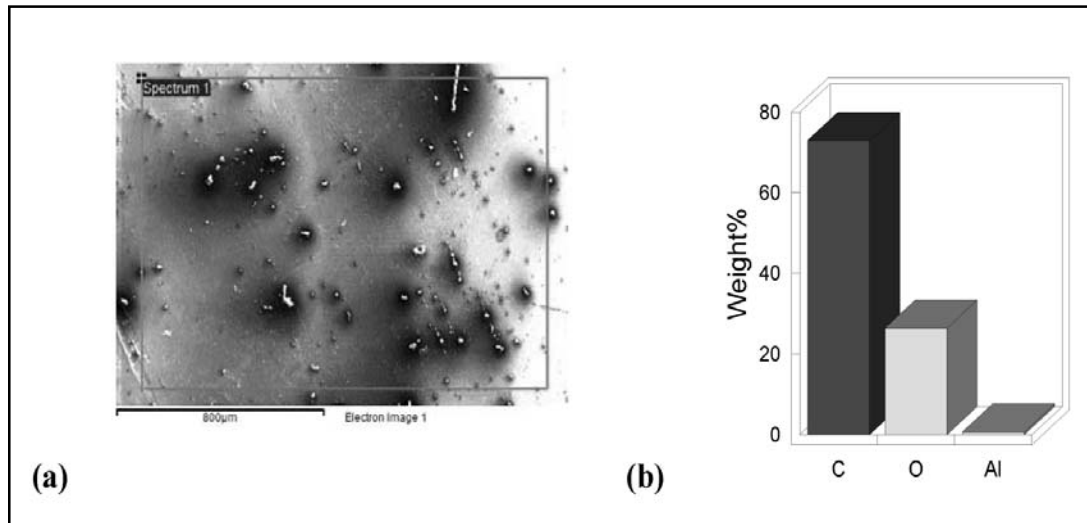 Spectrum 1
800µm
Electron Image 1
(a)
Weight%
80
60
40
20
0
C
O
Al
(b)